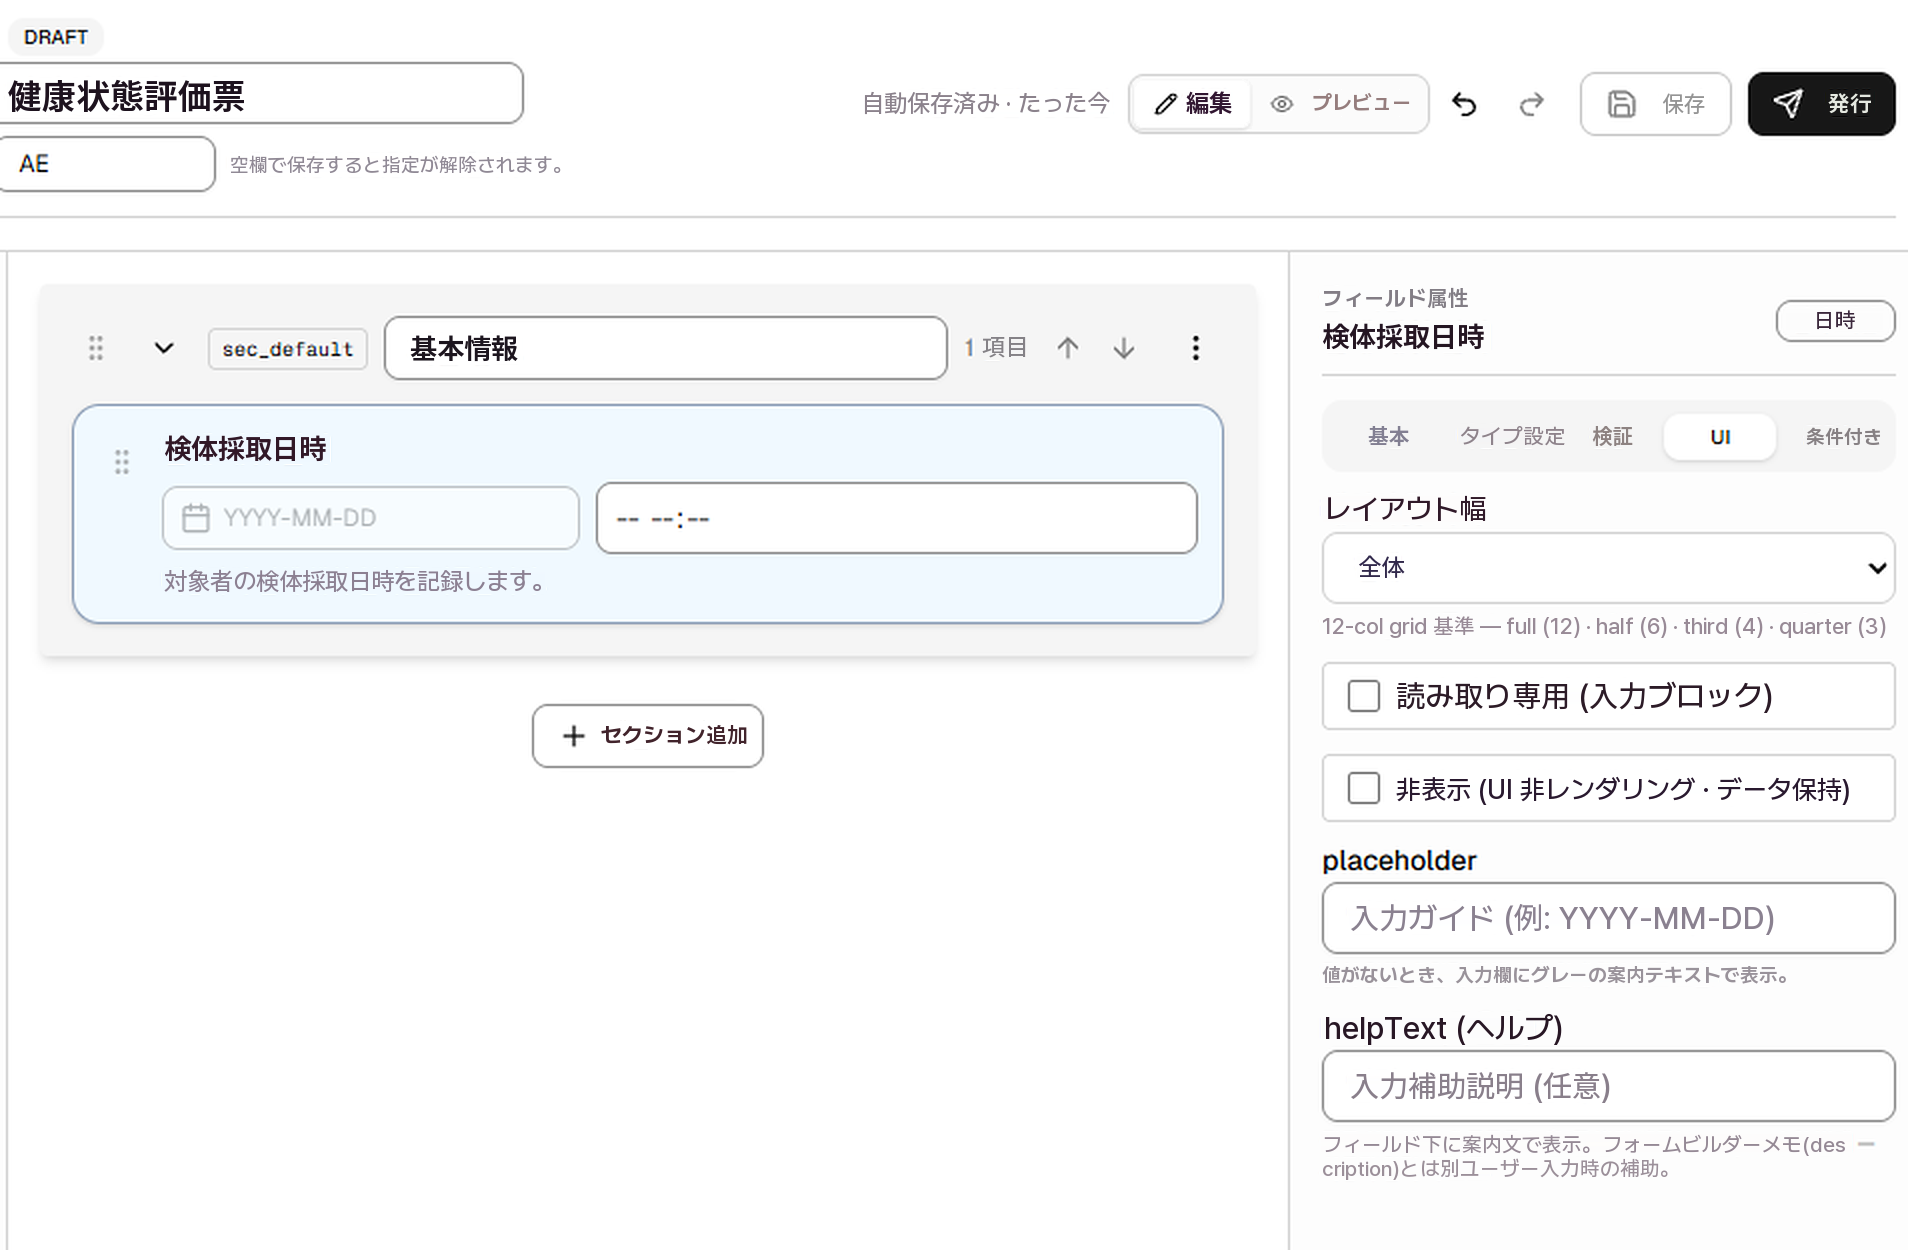 DRAFT
健康状態評価票
自動保存済み · たった今
編集
プレビュー
保存
発行
AE
空欄で保存すると指定が解除されます。
sec_default
基本情報
1 項目
検体採取日時
YYYY-MM-DD
-- --:--
対象者の検体採取日時を記録します。
セクション追加
フィールド属性
検体採取日時
日時
基本
タイプ設定
検証
UI
条件付き
レイアウト幅
全体
12-col grid 基準 — full (12) · half (6) · third (4) · quarter (3)
読み取り専用 (入力ブロック)
非表示 (UI 非レンダリング · データ保持)
placeholder
入力ガイド (例: YYYY-MM-DD)
値がないとき、入力欄にグレーの案内テキストで表示。
helpText (ヘルプ)
入力補助説明 (任意)
フィールド下に案内文で表示。フォームビルダーメモ(des —
cription)とは別ユーザー入力時の補助。